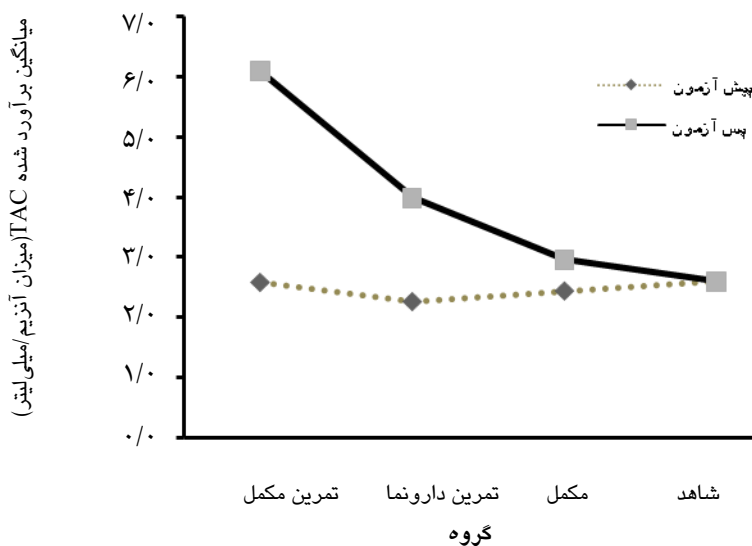 میانگین برآورد شده TAC(میزان آنزیم/میلی‌لیتر)
۷/۰
۶/۰
۵/۰
۴/۰
۳/۰
۲/۰
۱/۰
۰/۰
پیش آزمون
پس آزمون
تمرین مکمل
تمرین دارونما
مکمل
شاهد
گروه